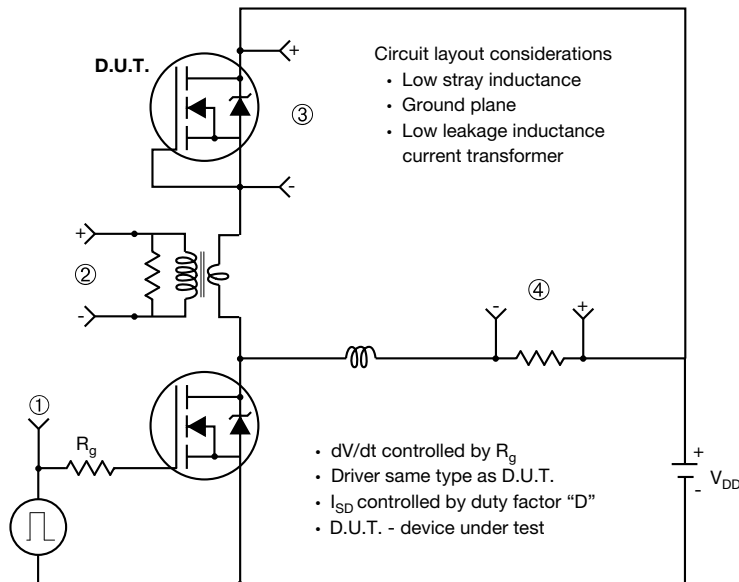 D.U.T.
+
Circuit layout considerations
• Low stray inductance
• Ground plane
• Low leakage inductance
current transformer
③
-
+
②
-
④
-
+
①
Rg
• dV/dt controlled by Rg
• Driver same type as D.U.T.
• ISD controlled by duty factor “D”
• D.U.T. - device under test
+
VDD
-